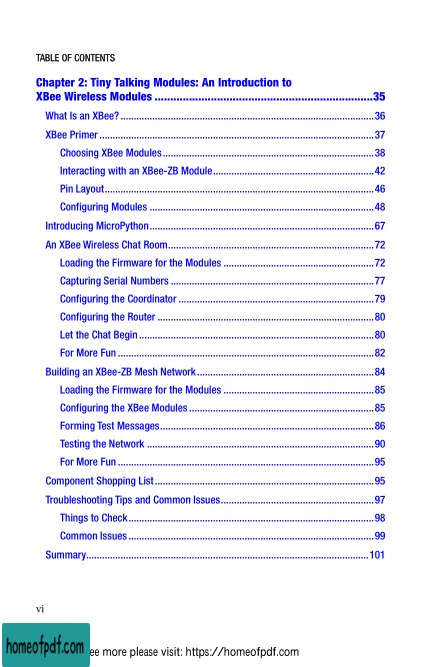 TABLE OF CONTENTS
Chapter 2: Tiny Talking Modules: An Introduction to
XBee Wireless Modules ......................................................................35
What Is an XBee? .................................................................................................36
XBee Primer .........................................................................................................37
Choosing XBee Modules.................................................................................38
Interacting with an XBee-ZB Module..............................................................42
Pin Layout.......................................................................................................46
Configuring Modules ......................................................................................48
Introducing MicroPython......................................................................................67
An XBee Wireless Chat Room...............................................................................72
Loading the Firmware for the Modules ..........................................................72
Capturing Serial Numbers ..............................................................................77
Configuring the Coordinator ...........................................................................79
Configuring the Router ...................................................................................80
Let the Chat Begin ..........................................................................................80
For More Fun ..................................................................................................82
Building an XBee-ZB Mesh Network....................................................................84
Loading the Firmware for the Modules ..........................................................85
Configuring the XBee Modules .......................................................................85
Forming Test Messages..................................................................................86
Testing the Network .......................................................................................90
For More Fun ..................................................................................................95
Component Shopping List....................................................................................95
Troubleshooting Tips and Common Issues...........................................................97
Things to Check..............................................................................................98
Common Issues ..............................................................................................99
Summary............................................................................................................101
vi
homeofpdf.com
ee more please visit: https://homeofpdf.com